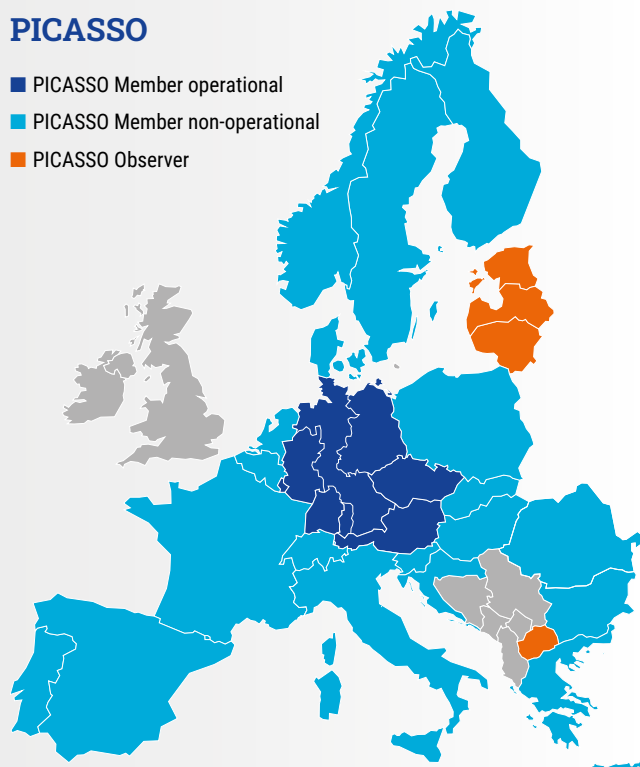 PICASSO
PICASSO Member operational
PICASSO Member non-operational
PICASSO Observer